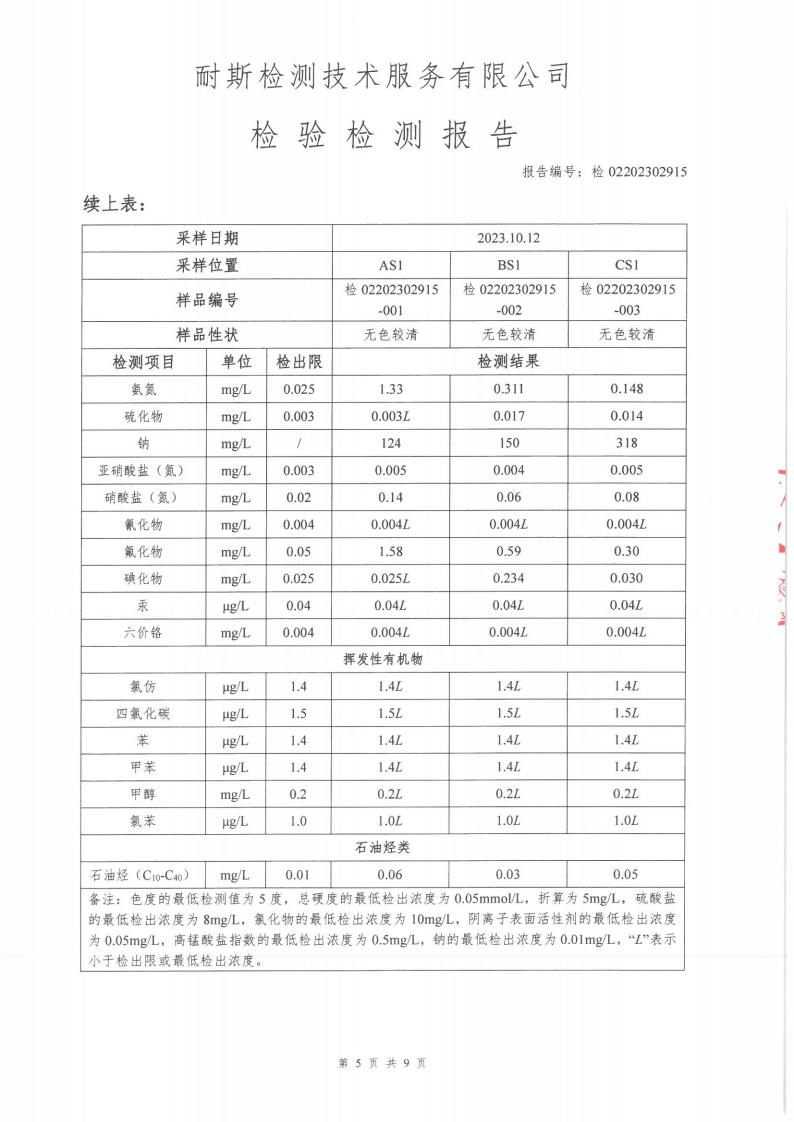 耐斯检测技术服务有限公司
检验检测报告
报告编号：检 02202302915
续上表：
采样日期 2023.10.12
采样位置 AS1 BS1 CS1
样品编号 检 02202302915-001 检 02202302915-002 检 02202302915-003
样品性状 无色较清 无色较清 无色较清
检测项目 单位 检出限 检测结果
氨氮 mg/L 0.025 1.33 0.311 0.148
硫化物 mg/L 0.003 0.003L 0.017 0.014
钠 mg/L / 124 150 318
亚硝酸盐（氮） mg/L 0.003 0.005 0.004 0.005
硝酸盐（氮） mg/L 0.02 0.14 0.06 0.08
氰化物 mg/L 0.004 0.004L 0.004L 0.004L
氟化物 mg/L 0.05 1.58 0.59 0.30
碘化物 mg/L 0.025 0.025L 0.234 0.030
汞 μg/L 0.04 0.04L 0.04L 0.04L
六价铬 mg/L 0.004 0.004L 0.004L 0.004L
挥发性有机物
氯仿 μg/L 1.4 1.4L 1.4L 1.4L
四氯化碳 μg/L 1.5 1.5L 1.5L 1.5L
苯 μg/L 1.4 1.4L 1.4L 1.4L
甲苯 μg/L 1.4 1.4L 1.4L 1.4L
甲醇 mg/L 0.2 0.2L 0.2L 0.2L
氯苯 μg/L 1.0 1.0L 1.0L 1.0L
石油烃类
石油烃（C10-C40） mg/L 0.01 0.06 0.03 0.05
备注：色度的最低检测值为 5 度，总硬度的最低检出浓度为 0.05mmol/L，折算为 5mg/L，硫酸盐
的最低检出浓度为 8mg/L，氯化物的最低检出浓度为 10mg/L，阴离子表面活性剂的最低检出浓度
为 0.05mg/L，高锰酸盐指数的最低检出浓度为 0.5mg/L，钠的最低检出浓度为 0.01mg/L，“L”表示
小于检出限或最低检出浓度。
第 5 页 共 9 页